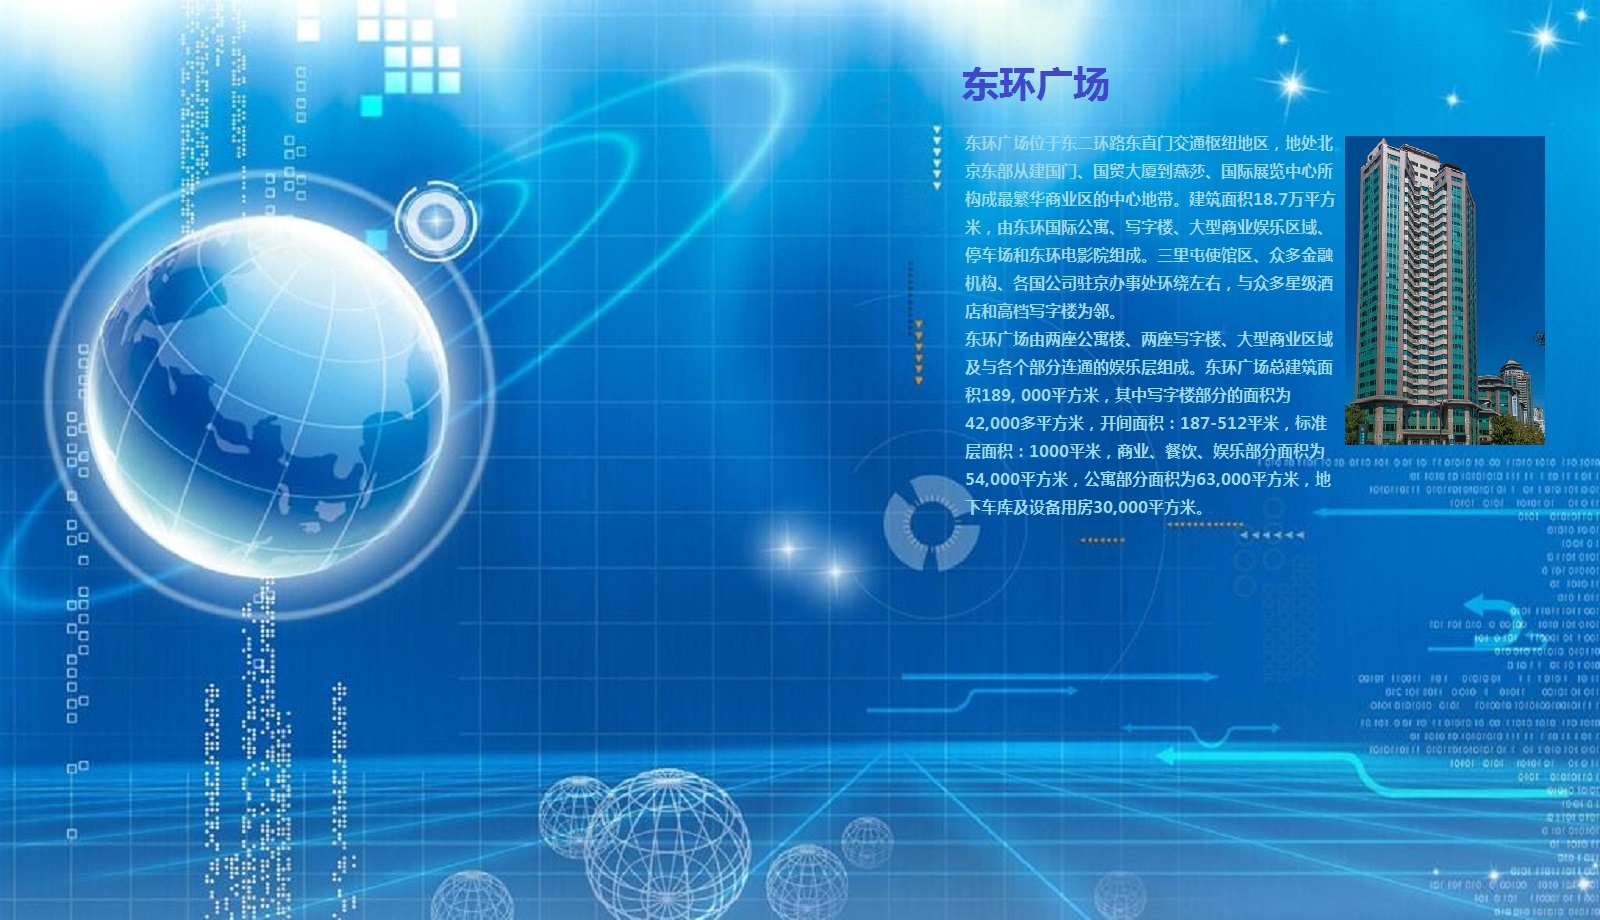 东环广场
东环广场位于东二环路东直门交通枢纽地区，地处北
京东部从建国门、国贸大厦到燕莎、国际展览中心所
构成最繁华商业区的中心地带。建筑面积18.7万平方
米，由东环国际公寓、写字楼、大型商业娱乐区域、
停车场和东环电影院组成。三里屯使馆区、众多金融
机构、各国公司驻京办事处环绕左右，与众多星级酒
店和高档写字楼为邻。
东环广场由两座公寓楼、两座写字楼、大型商业区域
及与各个部分连通的娱乐层组成。东环广场总建筑面
积189, 000平方米，其中写字楼部分的面积为
42,000多平方米，开间面积：187-512平米，标准
层面积：1000平米，商业、餐饮、娱乐部分面积为
54,000平方米，公寓部分面积为63,000平方米，地
下车库及设备用房30,000平方米。